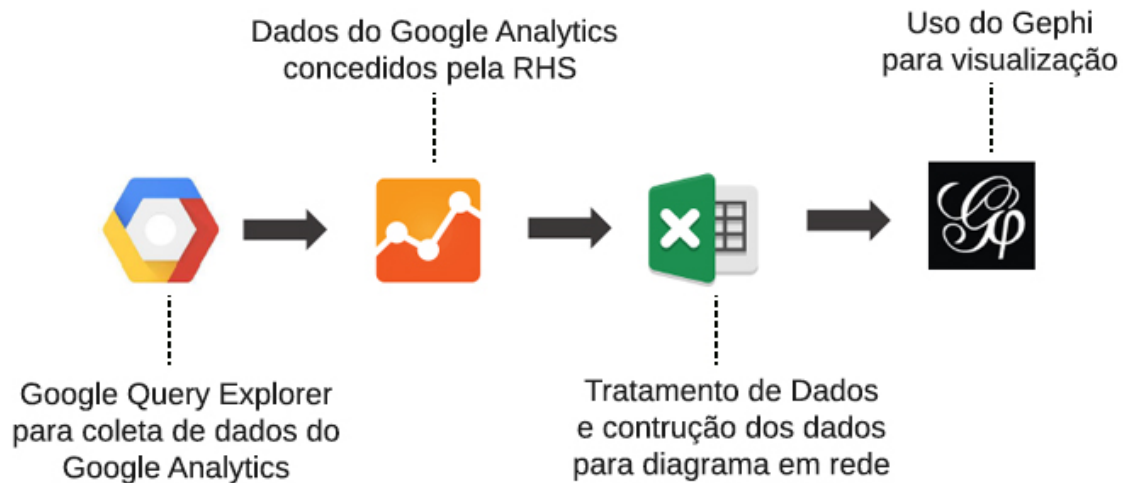 Dados do Google Analytics
concedidos pela RHS
Uso do Gephi
para visualização
Google Query Explorer
para coleta de dados do
Google Analytics
Tratamento de Dados
e contrução dos dados
para diagrama em rede